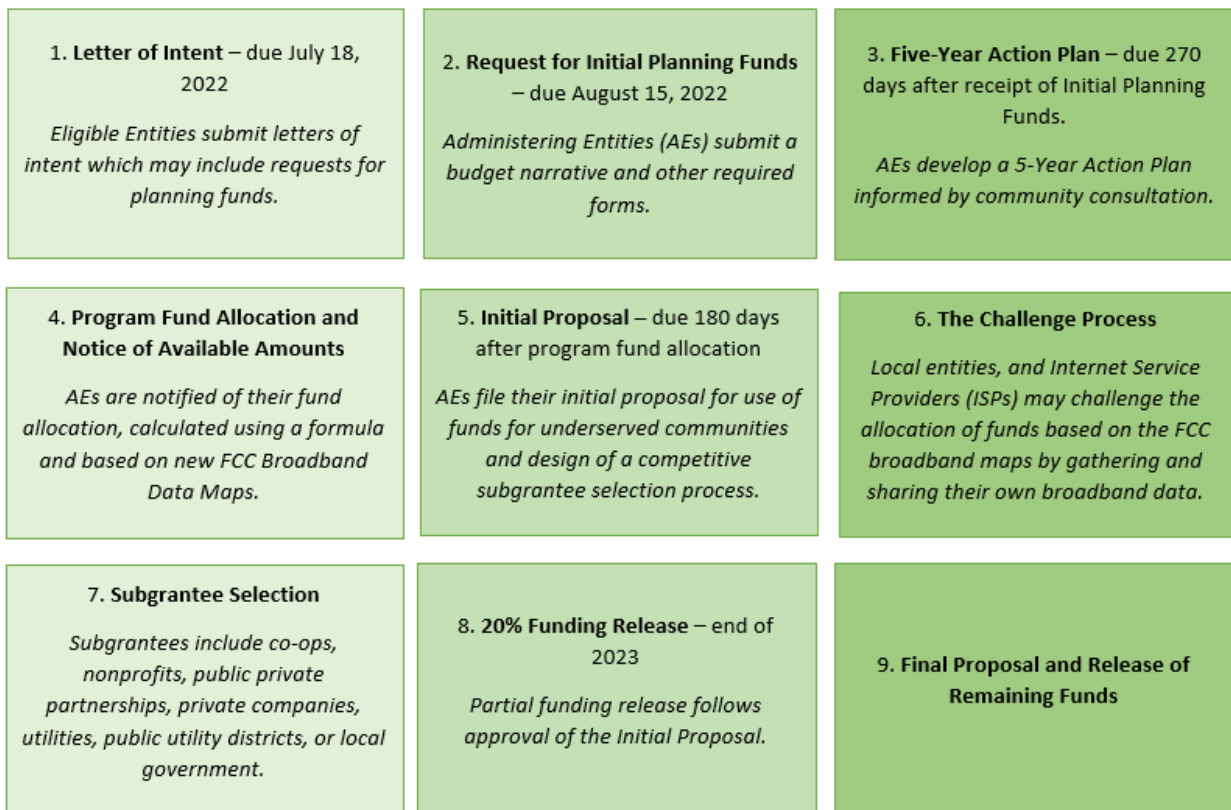 1. Letter of Intent – due July 18,
2022
Eligible Entities submit letters of
intent which may include requests for
planning funds.
2. Request for Initial Planning Funds
– due August 15, 2022
Administering Entities (AEs) submit a
budget narrative and other required
forms.
3. Five-Year Action Plan – due 270
days after receipt of Initial Planning
Funds.
AEs develop a 5-Year Action Plan
informed by community consultation.
4. Program Fund Allocation and
Notice of Available Amounts
AEs are notified of their fund
allocation, calculated using a formula
and based on new FCC Broadband
Data Maps.
5. Initial Proposal – due 180 days
after program fund allocation
AEs file their initial proposal for use of
funds for underserved communities
and design of a competitive
subgrantee selection process.
6. The Challenge Process
Local entities, and Internet Service
Providers (ISPs) may challenge the
allocation of funds based on the FCC
broadband maps by gathering and
sharing their own broadband data.
7. Subgrantee Selection
Subgrantees include co-ops,
nonprofits, public private
partnerships, private companies,
utilities, public utility districts, or local
government.
8. 20% Funding Release – end of
2023
Partial funding release follows
approval of the Initial Proposal.
9. Final Proposal and Release of
Remaining Funds